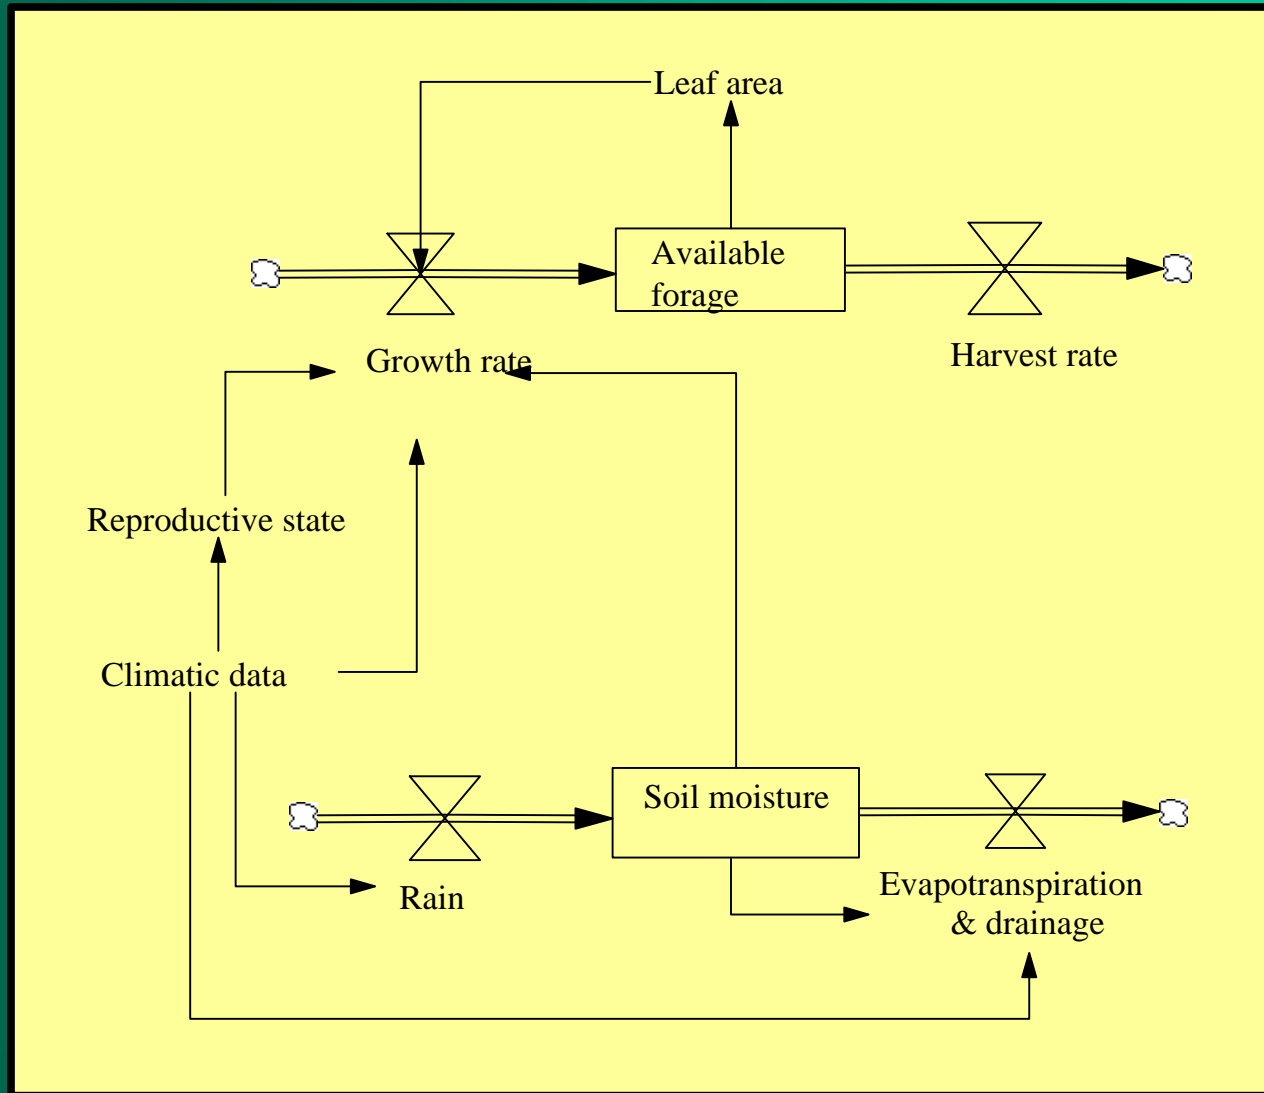 Leaf area
Available
forage
Growth rate
Harvest rate
Reproductive state
Climatic data
Soil moisture
Rain
Evapotranspiration
& drainage